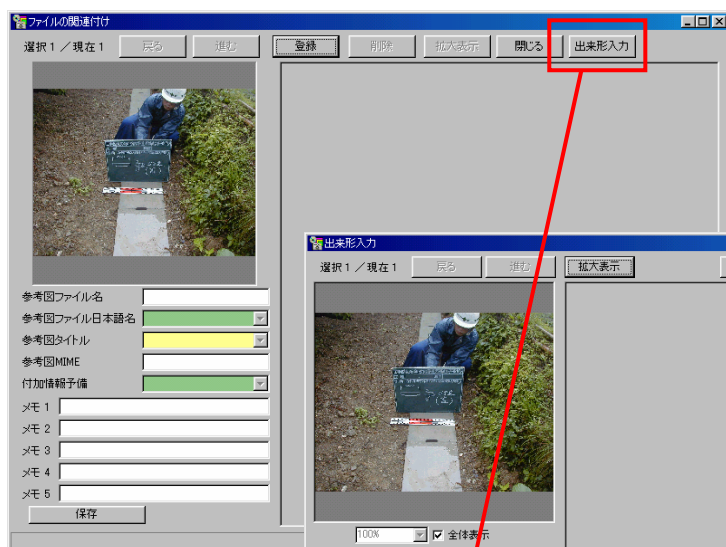 ファイルの関連付け
選択1／現在1 戻る 進む 登録 削除 拡大表示 閉じる 出来形入力
出来形入力
選択1／現在1 戻る 進む 拡大表示
参考図ファイル名
参考図ファイル日本語名
参考図タイトル
参考図MIME
付加情報予備
メモ 1
メモ 2
メモ 3
メモ 4
メモ 5
保存
100% 全体表示